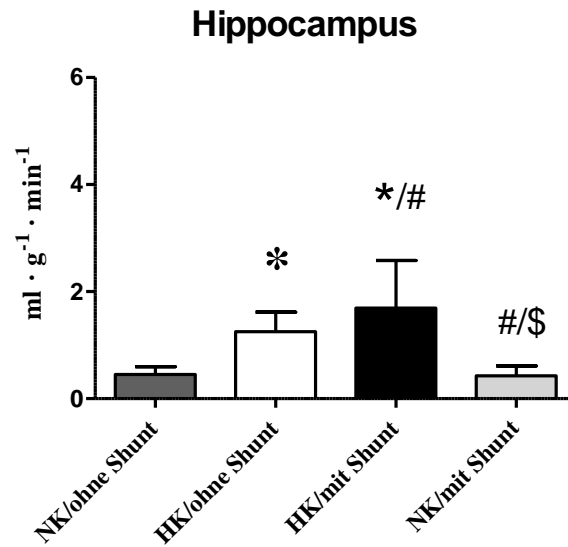 Hippocampus
ml · g⁻¹ · min⁻¹
6
4
2
0
*
*/#
#/$
NK/ohne Shunt
HK/ohne Shunt
HK/mit Shunt
NK/mit Shunt